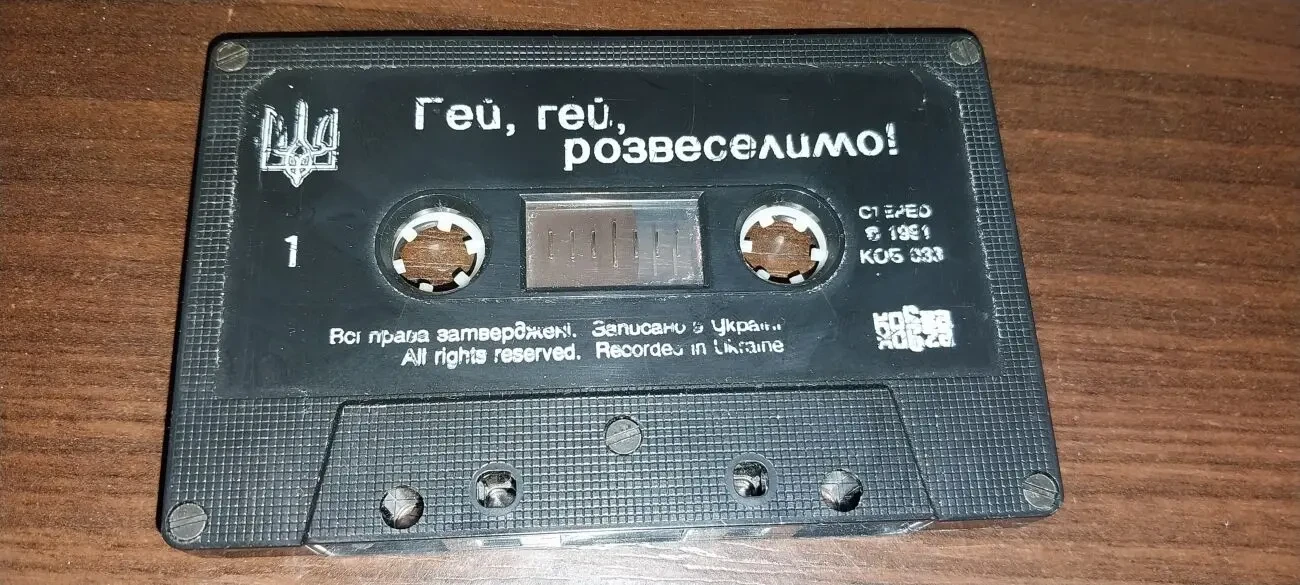 Гей, гей,
розвеселимо!
1
СТЕРЕО
© 1991
КОБ 033
Всі права затверджені. Записано в Україні
All rights reserved. Recorded in Ukraine